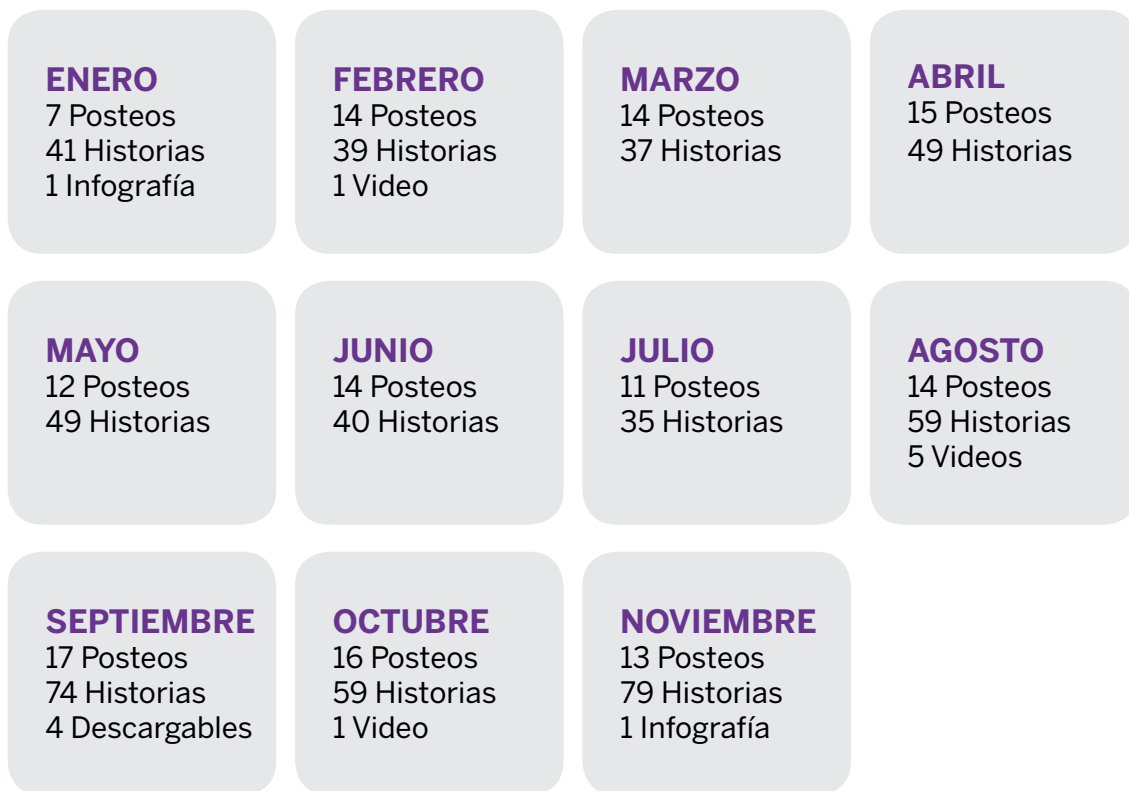 ENERO
7 Posteos
41 Historias
1 Infografía
FEBRERO
14 Posteos
39 Historias
1 Video
MARZO
14 Posteos
37 Historias
ABRIL
15 Posteos
49 Historias
MAYO
12 Posteos
49 Historias
JUNIO
14 Posteos
40 Historias
JULIO
11 Posteos
35 Historias
AGOSTO
14 Posteos
59 Historias
5 Videos
SEPTIEMBRE
17 Posteos
74 Historias
4 Descargables
OCTUBRE
16 Posteos
59 Historias
1 Video
NOVIEMBRE
13 Posteos
79 Historias
1 Infografía